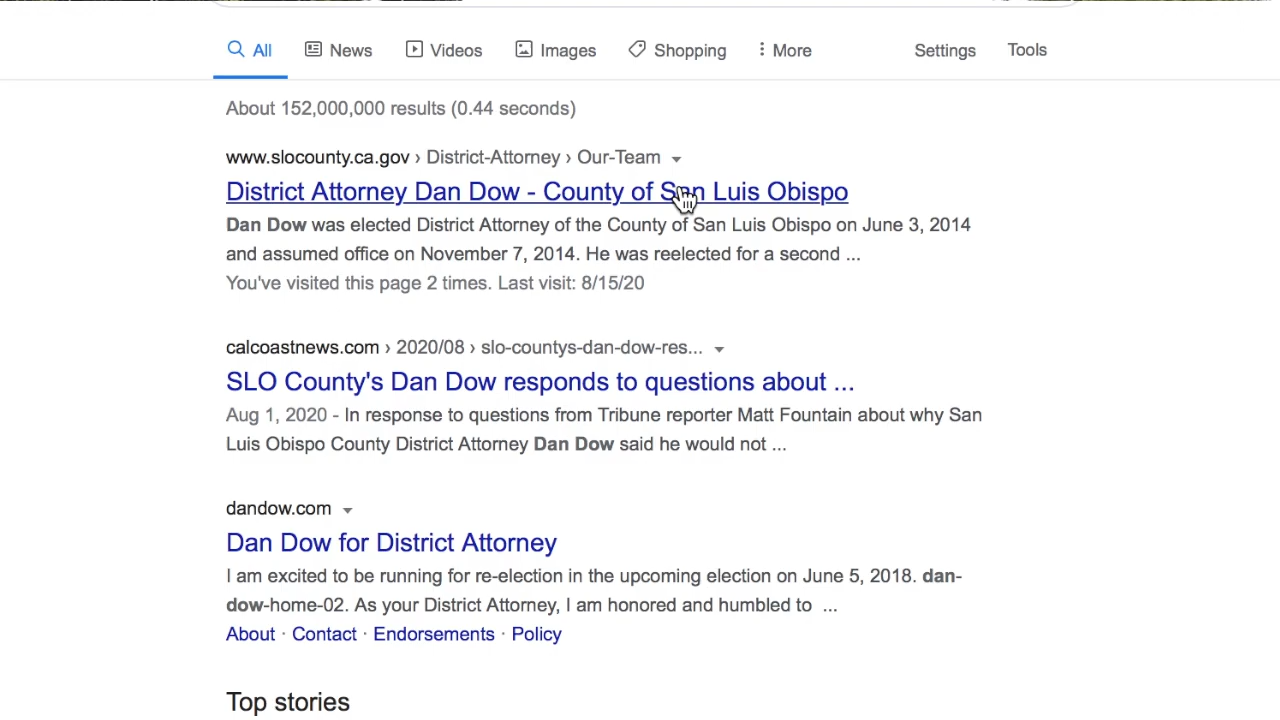 All News Videos Images Shopping More Settings Tools
About 152,000,000 results (0.44 seconds)
www.slocounty.ca.gov › District-Attorney › Our-Team
District Attorney Dan Dow - County of San Luis Obispo
Dan Dow was elected District Attorney of the County of San Luis Obispo on June 3, 2014
and assumed office on November 7, 2014. He was reelected for a second ...
You've visited this page 2 times. Last visit: 8/15/20
calcoastnews.com › 2020/08 › slo-countys-dan-dow-res...
SLO County's Dan Dow responds to questions about ...
Aug 1, 2020 - In response to questions from Tribune reporter Matt Fountain about why San
Luis Obispo County District Attorney Dan Dow said he would not ...
dandow.com
Dan Dow for District Attorney
I am excited to be running for re-election in the upcoming election on June 5, 2018. dan-
dow-home-02. As your District Attorney, I am honored and humbled to ...
About · Contact · Endorsements · Policy
Top stories